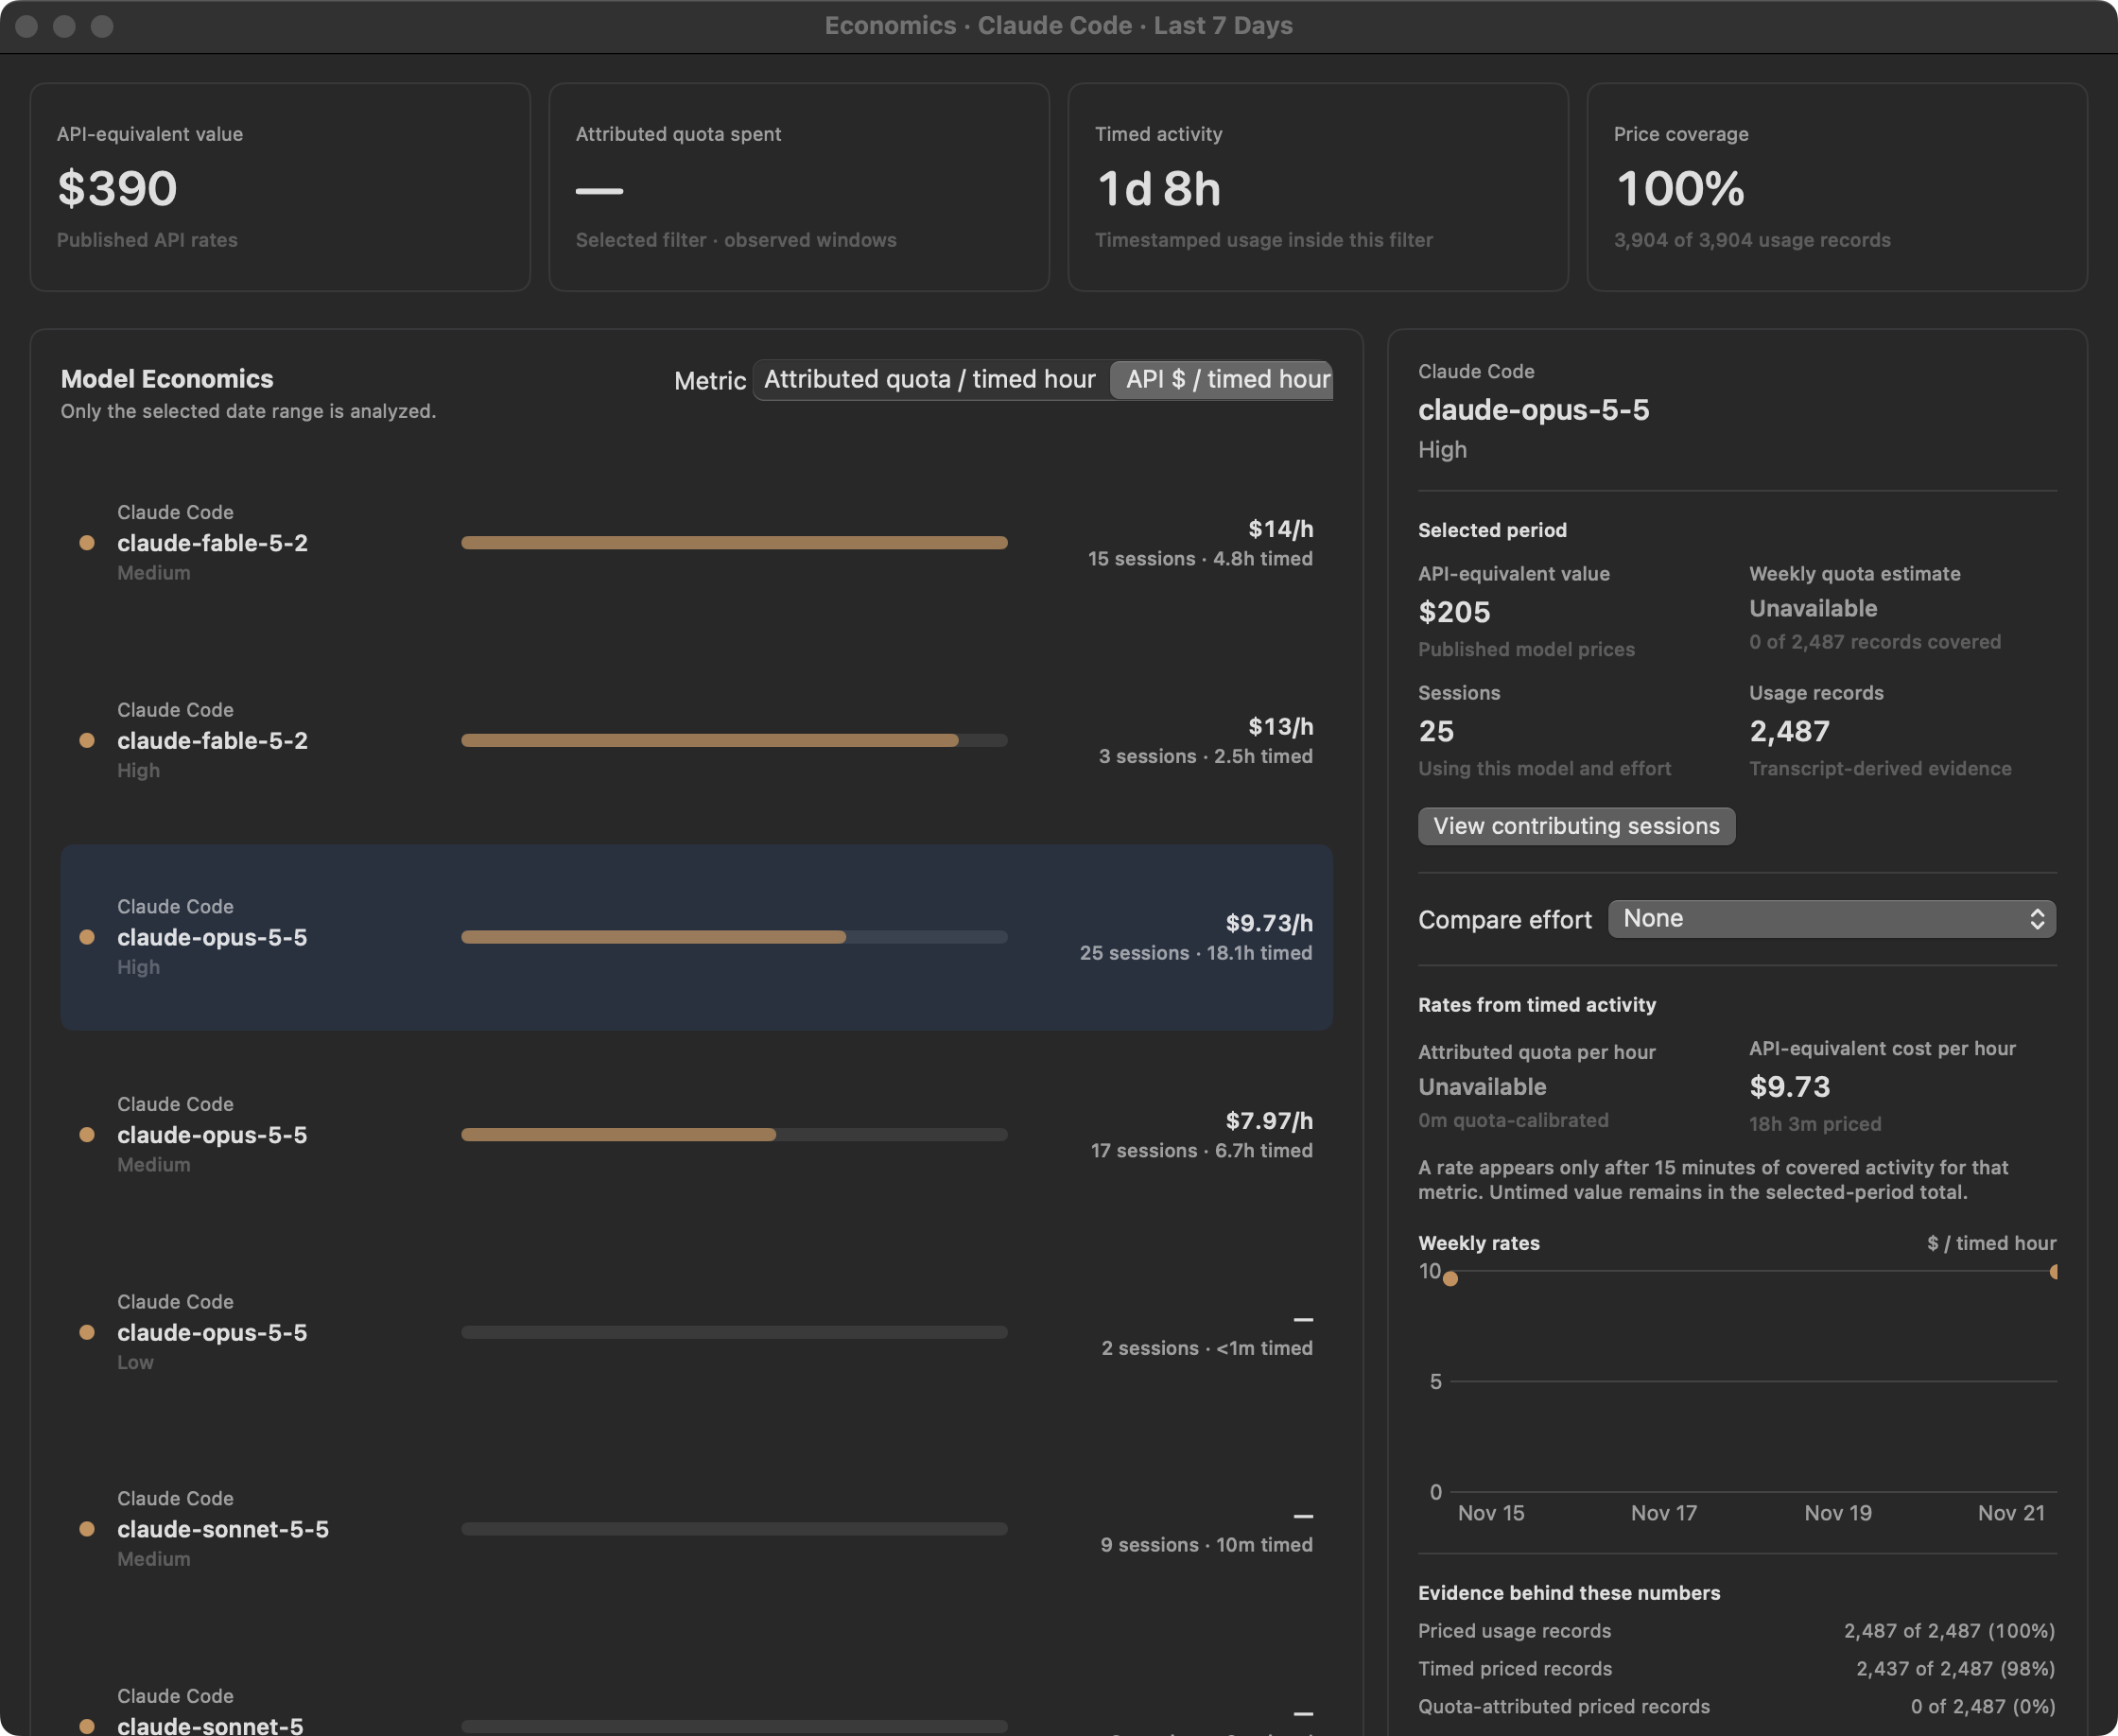 Economics · Claude Code · Last 7 Days
API-equivalent value
$390
Published API rates
Attributed quota spent
—
Selected filter · observed windows
Timed activity
1d 8h
Timestamped usage inside this filter
Price coverage
100%
3,904 of 3,904 usage records
Model Economics
Only the selected date range is analyzed.
Metric
Attributed quota / timed hour
API $ / timed hour
Claude Code
claude-fable-5-2
Medium
$14/h
15 sessions · 4.8h timed
Claude Code
claude-fable-5-2
High
$13/h
3 sessions · 2.5h timed
Claude Code
claude-opus-5-5
High
$9.73/h
25 sessions · 18.1h timed
Claude Code
claude-opus-5-5
Medium
$7.97/h
17 sessions · 6.7h timed
Claude Code
claude-opus-5-5
Low
—
2 sessions · <1m timed
Claude Code
claude-sonnet-5-5
Medium
—
9 sessions · 10m timed
Claude Code
claude-sonnet-5
—
Claude Code
claude-opus-5-5
High
Selected period
API-equivalent value
$205
Published model prices
Weekly quota estimate
Unavailable
0 of 2,487 records covered
Sessions
25
Using this model and effort
Usage records
2,487
Transcript-derived evidence
View contributing sessions
Compare effort
None
Rates from timed activity
Attributed quota per hour
Unavailable
0m quota-calibrated
API-equivalent cost per hour
$9.73
18h 3m priced
A rate appears only after 15 minutes of covered activity for that
metric. Untimed value remains in the selected-period total.
Weekly rates
$ / timed hour
10
5
0
Nov 15
Nov 17
Nov 19
Nov 21
Evidence behind these numbers
Priced usage records
2,487 of 2,487 (100%)
Timed priced records
2,437 of 2,487 (98%)
Quota-attributed priced records
0 of 2,487 (0%)